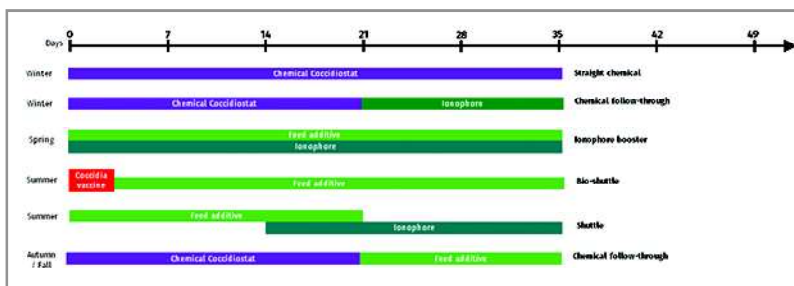 Days 0 7 14 21 28 35 42 49
Winter Chemical Coccidiostat Straight chemical
Winter Chemical Coccidiostat Ionophore Chemical follow-through
Feed additive
Spring Ionophore booster
Ionophore
Summer Coccidia vaccine Feed additive Bio-shuttle
Summer Feed additive
Ionophore Shuttle
Autumn / Fall Chemical Coccidiostat Feed additive Chemical follow-through